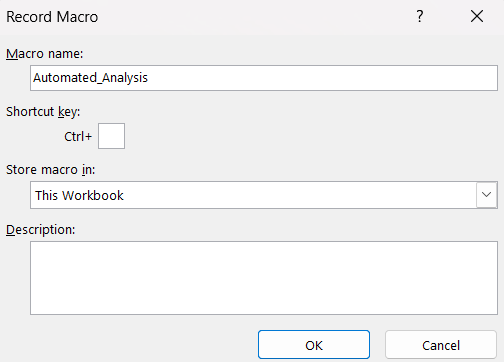 Record Macro ?
Macro name:
Automated_Analysis
Shortcut key:
Ctrl+
Store macro in:
This Workbook
Description:
OK Cancel